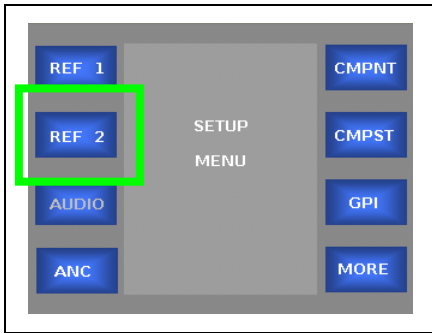 REF 1
REF 2
AUDIO
ANC
SETUP
MENU
CMPNT
CMPST
GPI
MORE